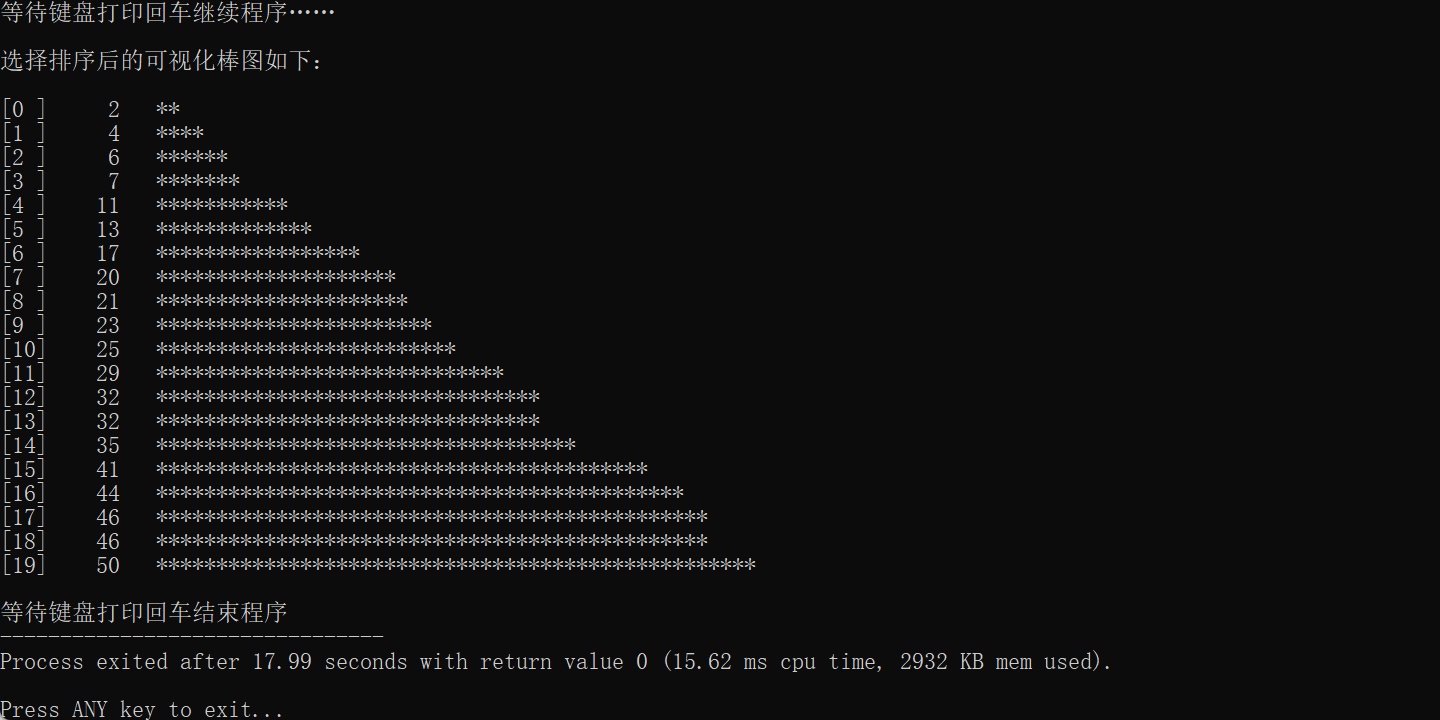 等待键盘打印回车继续程序……
选择排序后的可视化棒图如下：
[0 ]     2   **
[1 ]     4   ****
[2 ]     6   ******
[3 ]     7   *******
[4 ]    11   ***********
[5 ]    13   *************
[6 ]    17   *****************
[7 ]    20   ********************
[8 ]    21   *********************
[9 ]    23   ***********************
[10]    25   *************************
[11]    29   *****************************
[12]    32   ********************************
[13]    32   ********************************
[14]    35   ***********************************
[15]    41   *****************************************
[16]    44   ********************************************
[17]    46   **********************************************
[18]    46   **********************************************
[19]    50   **************************************************
等待键盘打印回车结束程序
--------------------------------
Process exited after 17.99 seconds with return value 0 (15.62 ms cpu time, 2932 KB mem used).
Press ANY key to exit...